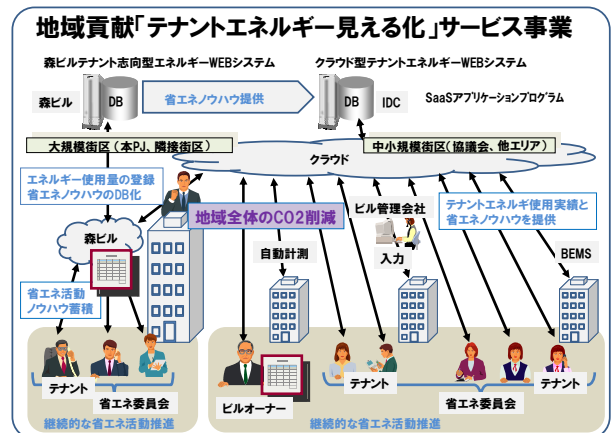 地域貢献「テナントエネルギー見える化」サービス事業
森ビルテナント志向型エネルギーWEBシステム
クラウド型テナントエネルギーWEBシステム
森ビル
DB
省エネノウハウ提供
DB
IDC
SaaSアプリケーションプログラム
大規模街区（本PJ、隣接街区）
中小規模街区（協議会、他エリア）
クラウド
エネルギー使用量の登録
省エネノウハウのDB化
地域全体のCO2削減
ビル管理会社
テナントエネルギ使用実績と
省エネノウハウを提供
森ビル
自動計測
入力
BEMS
省エネ活動
ノウハウ蓄積
テナント
省エネ委員会
ビルオーナー
テナント
省エネ委員会
テナント
継続的な省エネ活動推進
継続的な省エネ活動推進